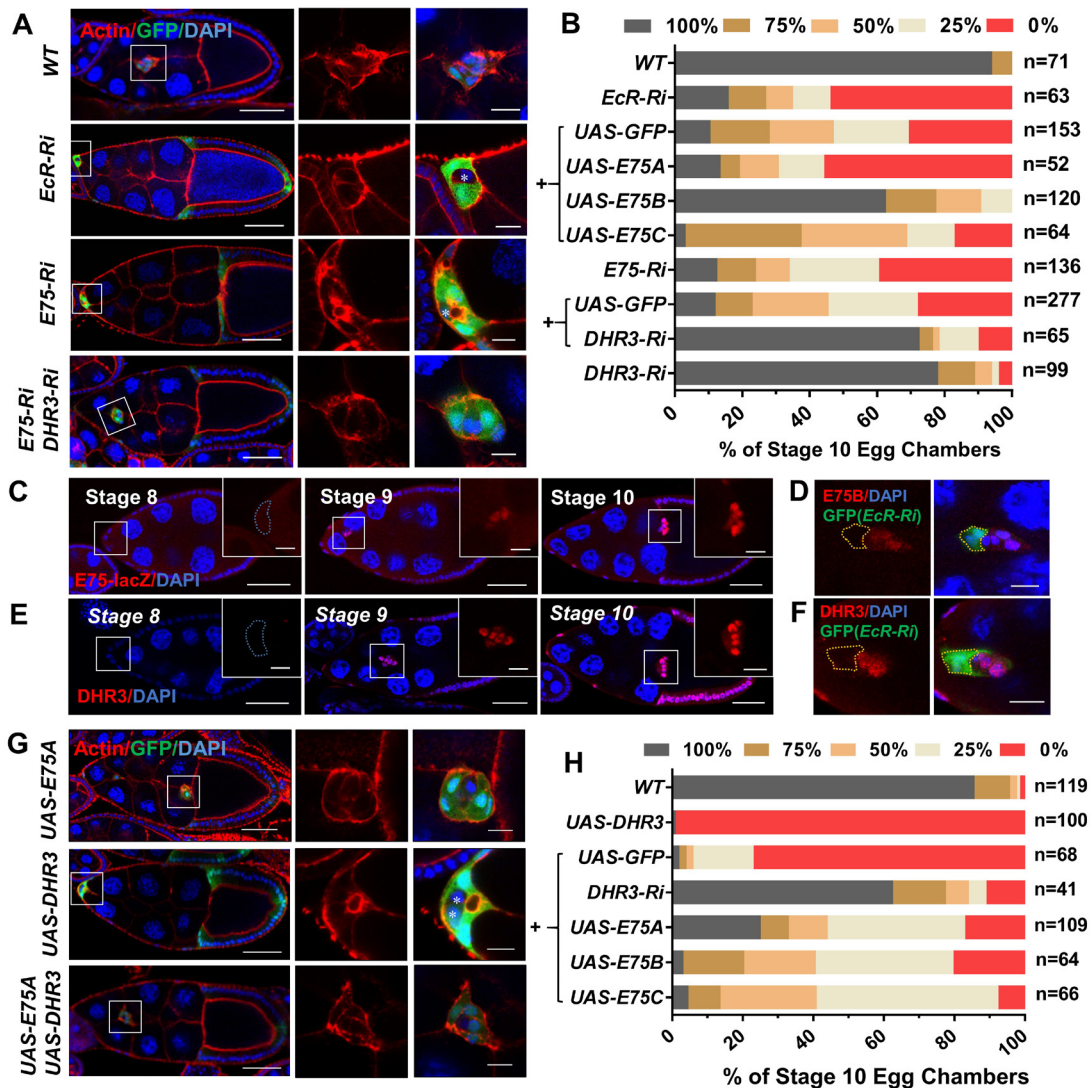 A
Actin/GFP/DAPI
WT
EcR-Ri
E75-Ri
E75-Ri
DHR3-Ri
*
*
B
100% 75% 50% 25% 0%
WT n=71
EcR-Ri n=63
UAS-GFP n=153
+
UAS-E75A n=52
UAS-E75B n=120
UAS-E75C n=64
E75-Ri n=136
UAS-GFP n=277
+
DHR3-Ri n=65
DHR3-Ri n=99
0 20 40 60 80 100
% of Stage 10 Egg Chambers
C
Stage 8 Stage 9 Stage 10
E75-lacZ/DAPI
D
E75B/DAPI
GFP(EcR-Ri)
E
Stage 8 Stage 9 Stage 10
DHR3/DAPI
F
DHR3/DAPI
GFP(EcR-Ri)
G
Actin/GFP/DAPI
UAS-E75A
UAS-DHR3
UAS-E75A
UAS-DHR3
*
*
H
100% 75% 50% 25% 0%
WT n=119
UAS-DHR3 n=100
UAS-GFP n=68
DHR3-Ri n=41
+
UAS-E75A n=109
UAS-E75B n=64
UAS-E75C n=66
0 20 40 60 80 100
% of Stage 10 Egg Chambers